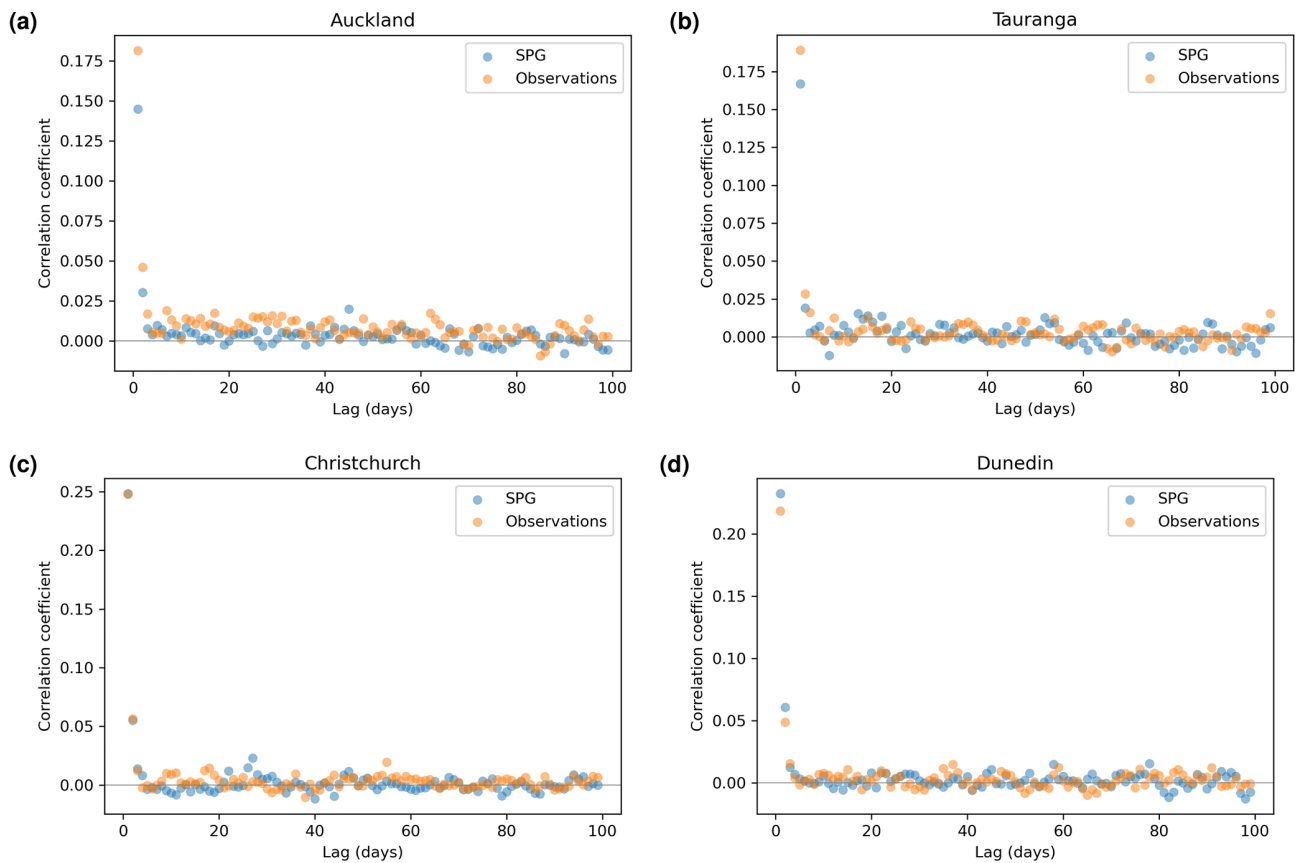 (a)
Auckland
SPG
Observations
0.175
0.150
0.125
0.100
0.075
0.050
0.025
0.000
Correlation coefficient
0 20 40 60 80 100
Lag (days)
(b)
Tauranga
SPG
Observations
0.175
0.150
0.125
0.100
0.075
0.050
0.025
0.000
Correlation coefficient
0 20 40 60 80 100
Lag (days)
(c)
Christchurch
SPG
Observations
0.25
0.20
0.15
0.10
0.05
0.00
Correlation coefficient
0 20 40 60 80 100
Lag (days)
(d)
Dunedin
SPG
Observations
0.20
0.15
0.10
0.05
0.00
Correlation coefficient
0 20 40 60 80 100
Lag (days)